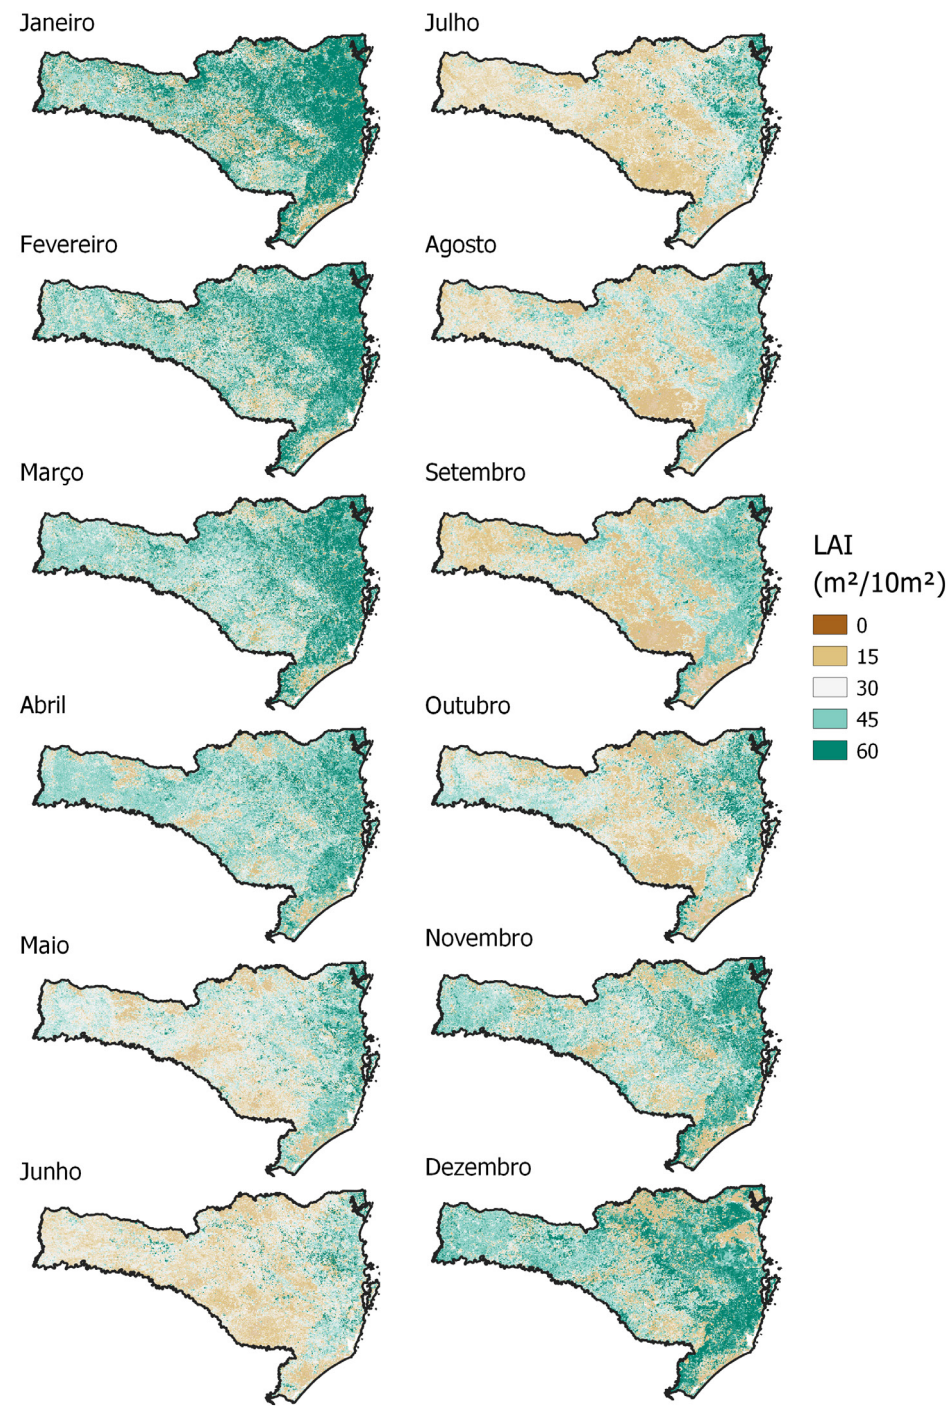 Janeiro
Julho
Fevereiro
Agosto
Março
Setembro
Abril
Outubro
Maio
Novembro
Junho
Dezembro
LAI
(m²/10m²)
0
15
30
45
60